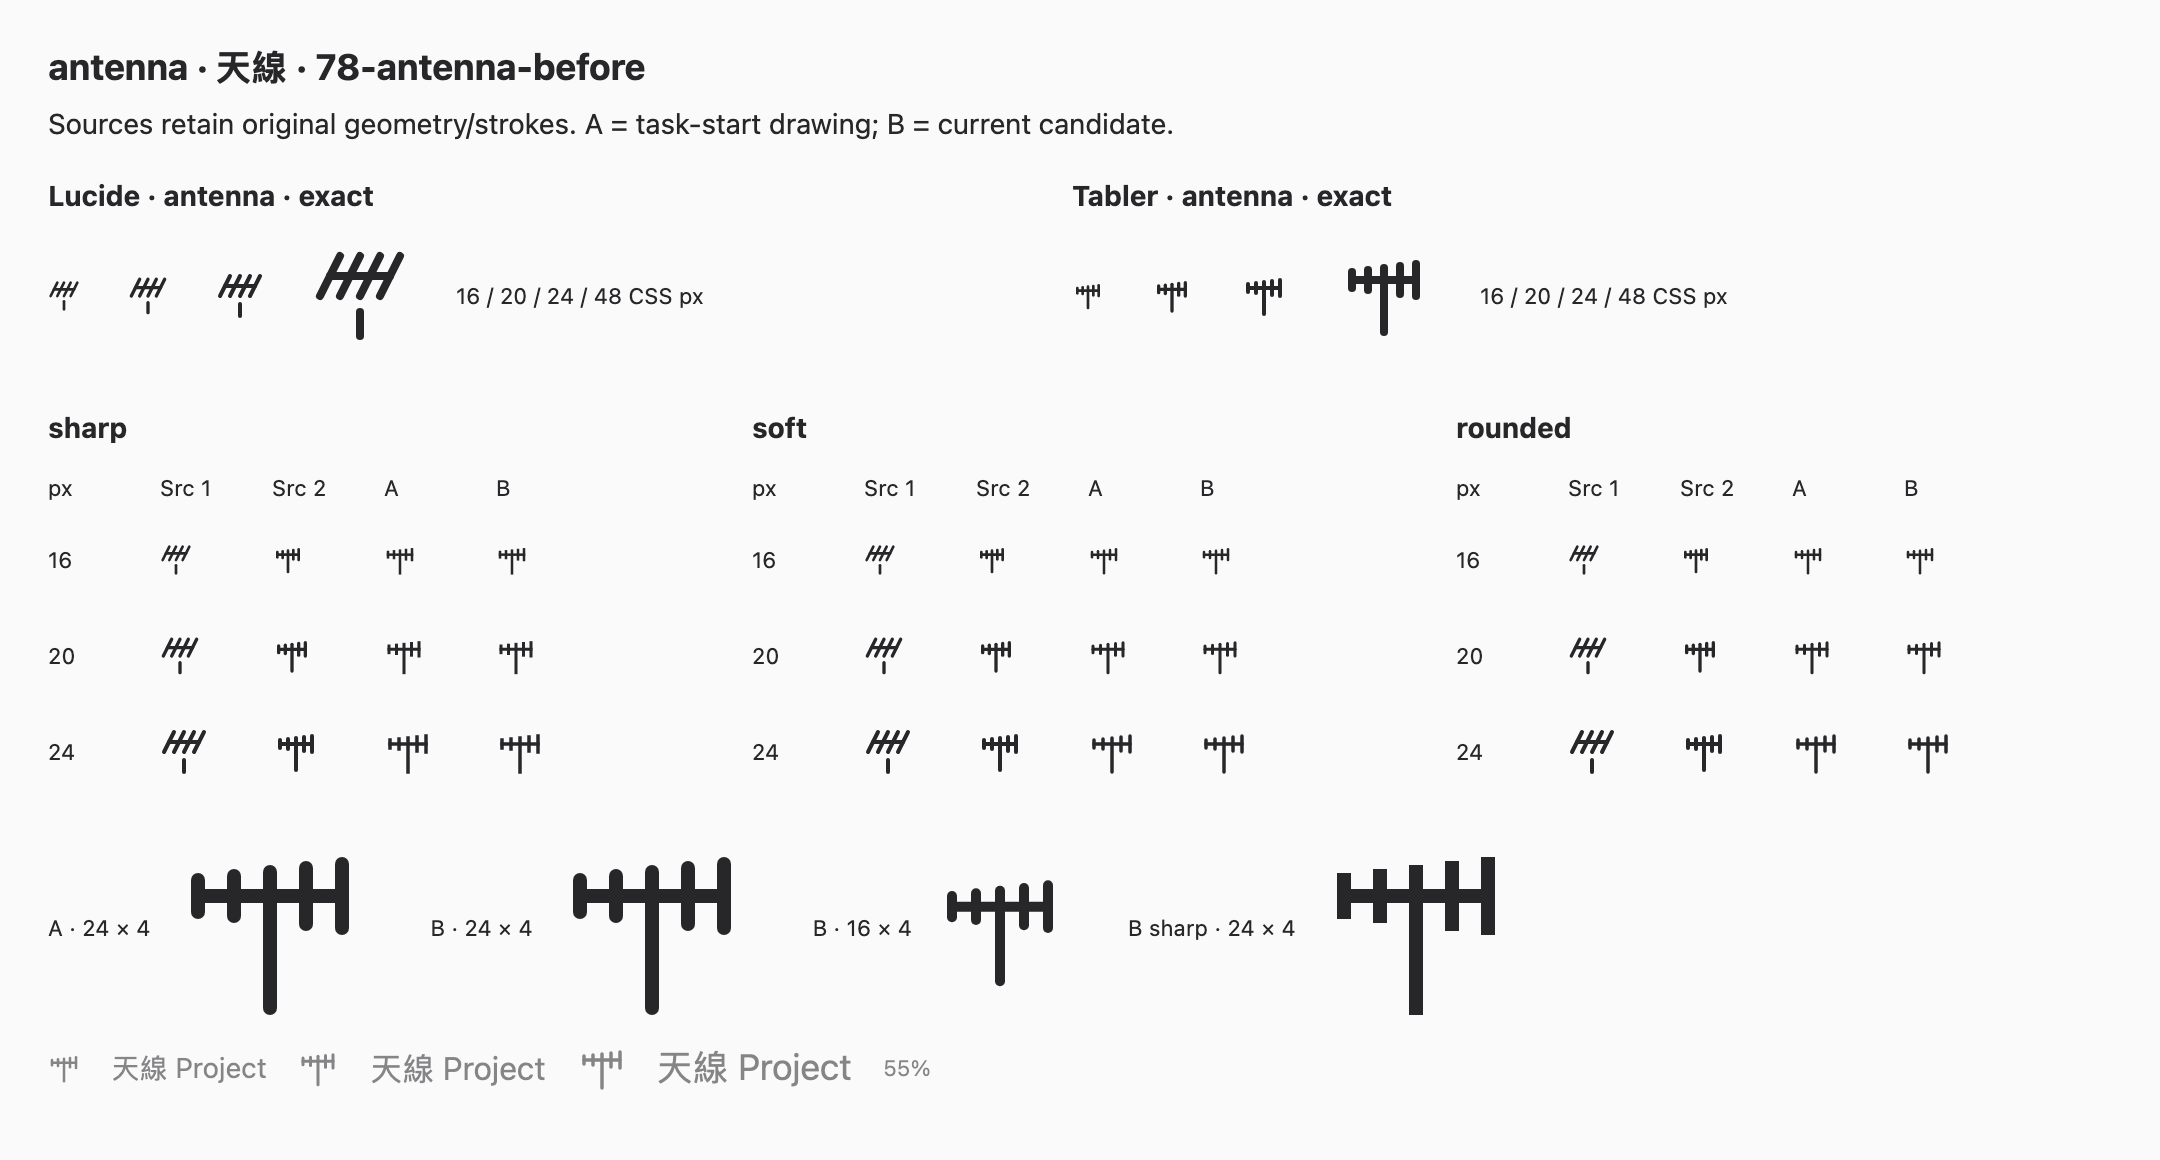 antenna · 天線 · 78-antenna-before
Sources retain original geometry/strokes. A = task-start drawing; B = current candidate.
Lucide · antenna · exact
16 / 20 / 24 / 48 CSS px
Tabler · antenna · exact
16 / 20 / 24 / 48 CSS px
sharp
px Src 1 Src 2 A B
16
20
24
soft
px Src 1 Src 2 A B
16
20
24
rounded
px Src 1 Src 2 A B
16
20
24
A · 24 × 4
B · 24 × 4
B · 16 × 4
B sharp · 24 × 4
天線 Project 天線 Project 天線 Project 55%